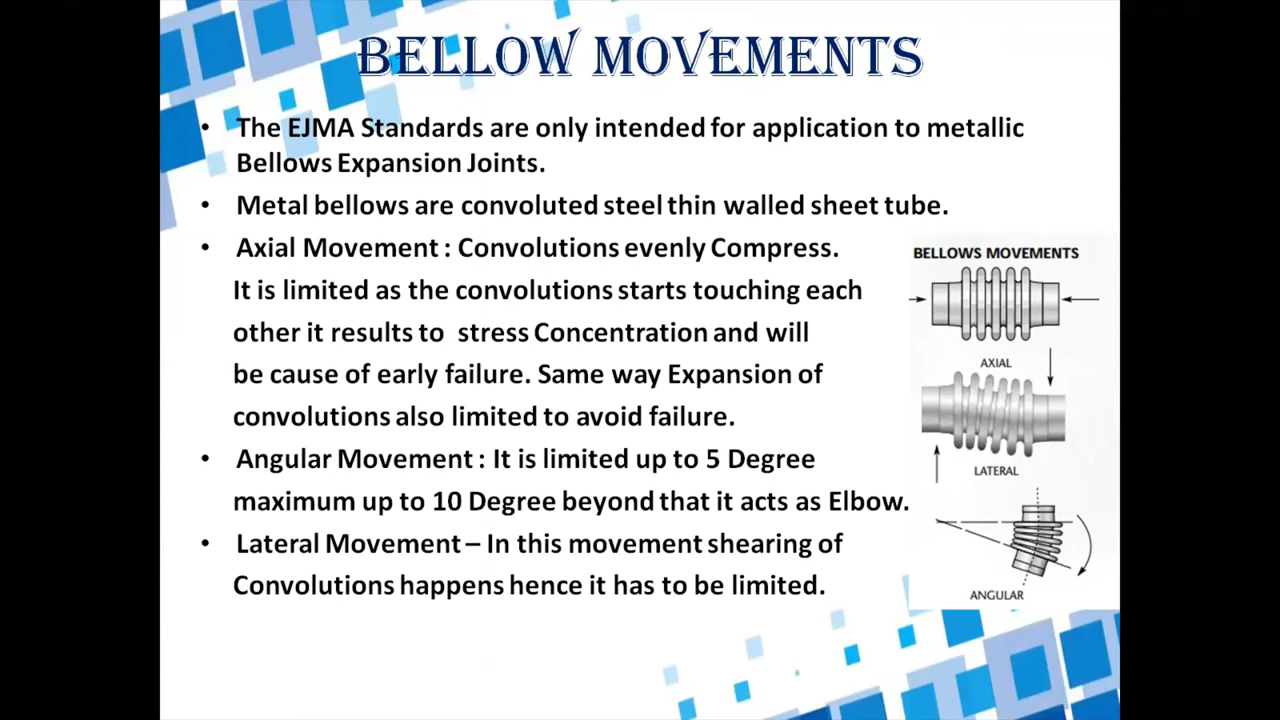 BELLOW MOVEMENTS
• The EJMA Standards are only intended for application to metallic
Bellows Expansion Joints.
• Metal bellows are convoluted steel thin walled sheet tube.
• Axial Movement : Convolutions evenly Compress.
It is limited as the convolutions starts touching each
other it results to stress Concentration and will
be cause of early failure. Same way Expansion of
convolutions also limited to avoid failure.
• Angular Movement : It is limited up to 5 Degree
maximum up to 10 Degree beyond that it acts as Elbow.
• Lateral Movement – In this movement shearing of
Convolutions happens hence it has to be limited.
BELLOWS MOVEMENTS
AXIAL
LATERAL
ANGULAR